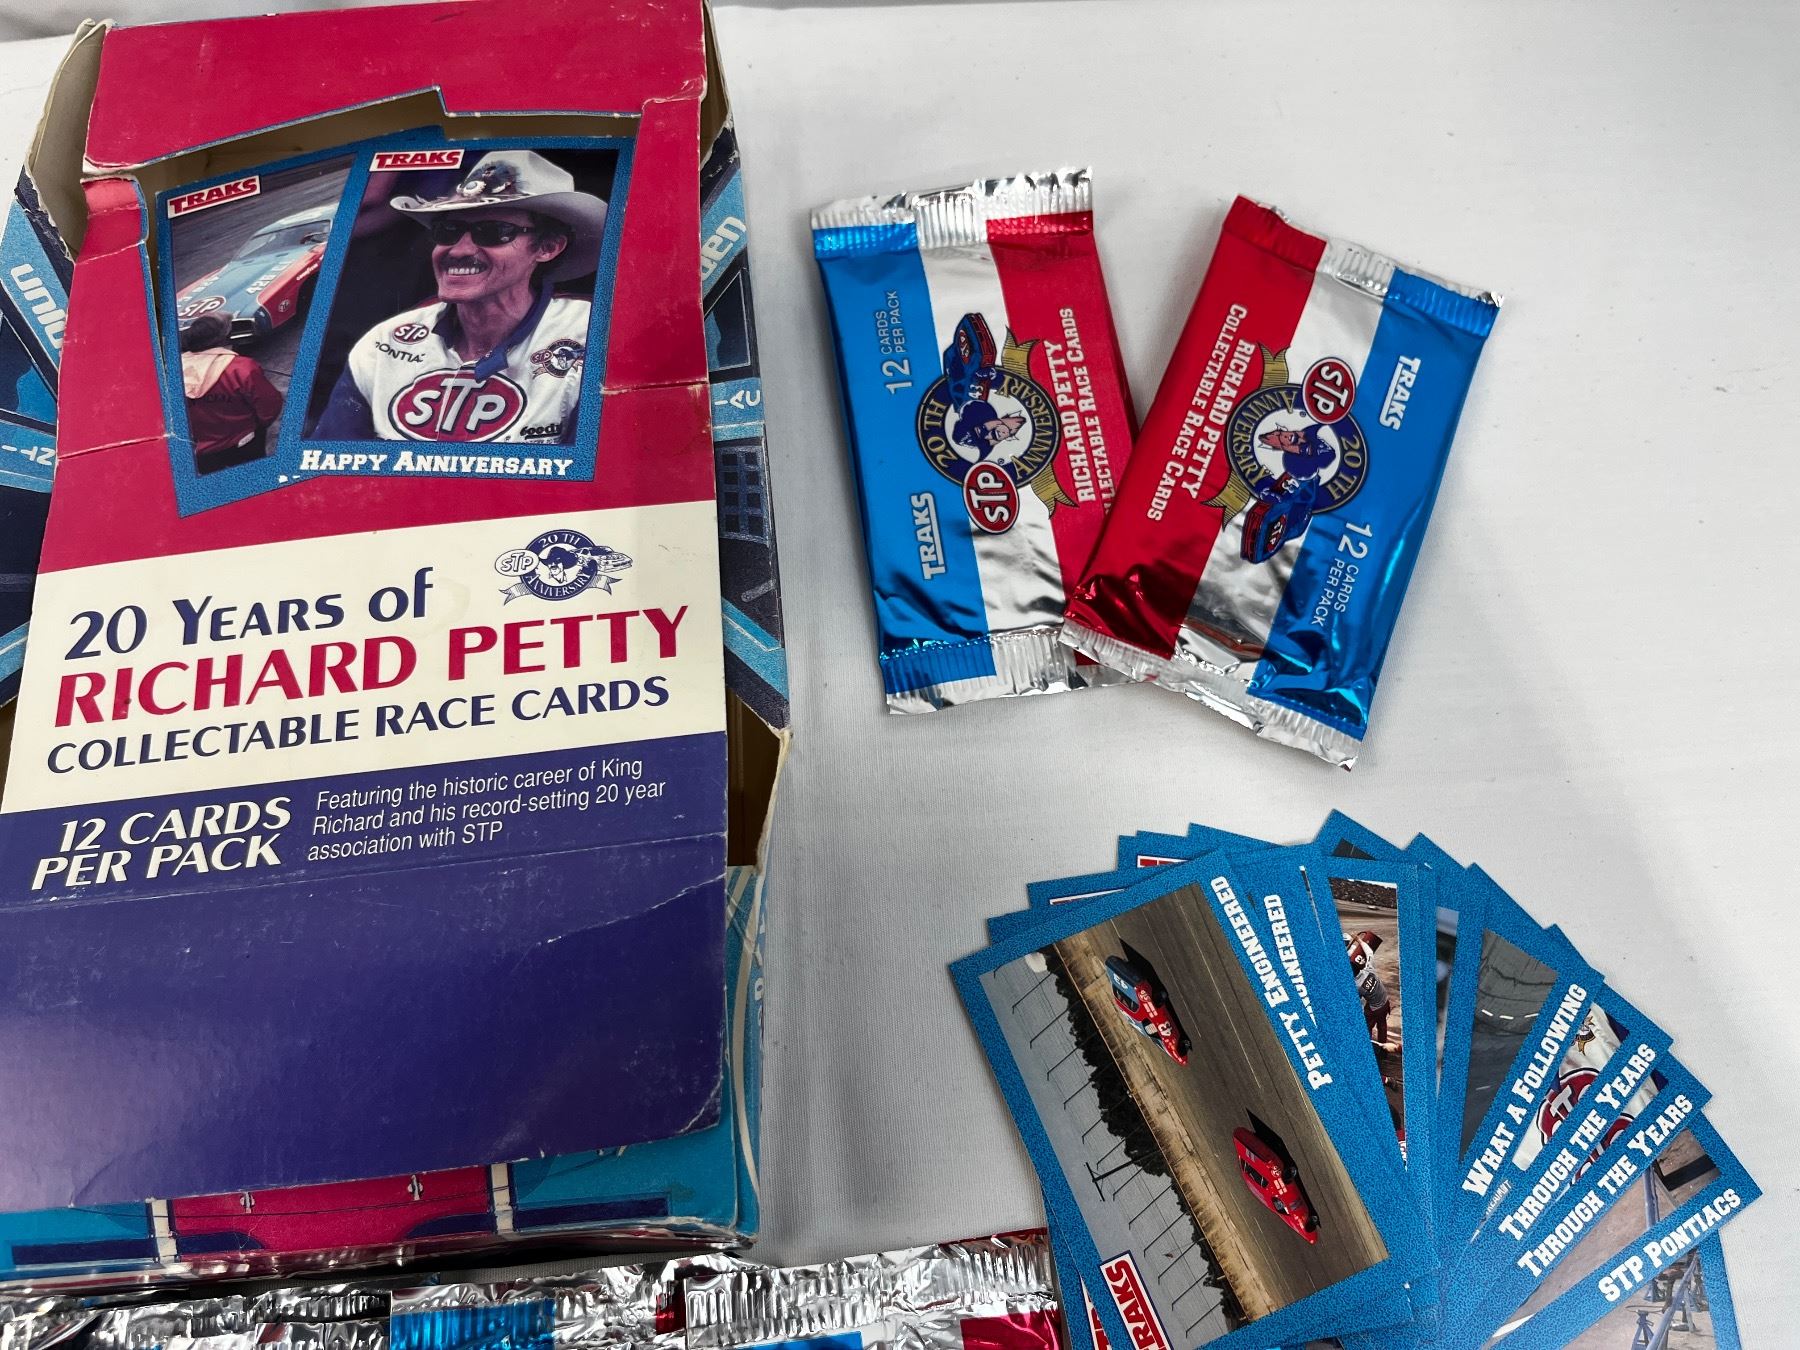 TRAKS
TRAKS
STP
PONTIAC
STP
HAPPY ANNIVERSARY
20TH
STP
ANNIVERSARY
20 YEARS of
RICHARD PETTY
COLLECTABLE RACE CARDS
12 CARDS
PER PACK
Featuring the historic career of King
Richard and his record-setting 20 year
association with STP
12 CARDS
PER PACK
TRAKS
20TH
ANNIVERSARY
43
STP
RICHARD PETTY
COLLECTABLE RACE CARDS
RICHARD PETTY
COLLECTABLE RACE CARDS
STP
20TH
ANNIVERSARY
TRAKS
12 CARDS
PER PACK
PETTY ENGINEERED
43
TRAKS
WHAT A FOLLOWING
THROUGH THE YEARS
THROUGH THE YEARS
STP PONTIACS